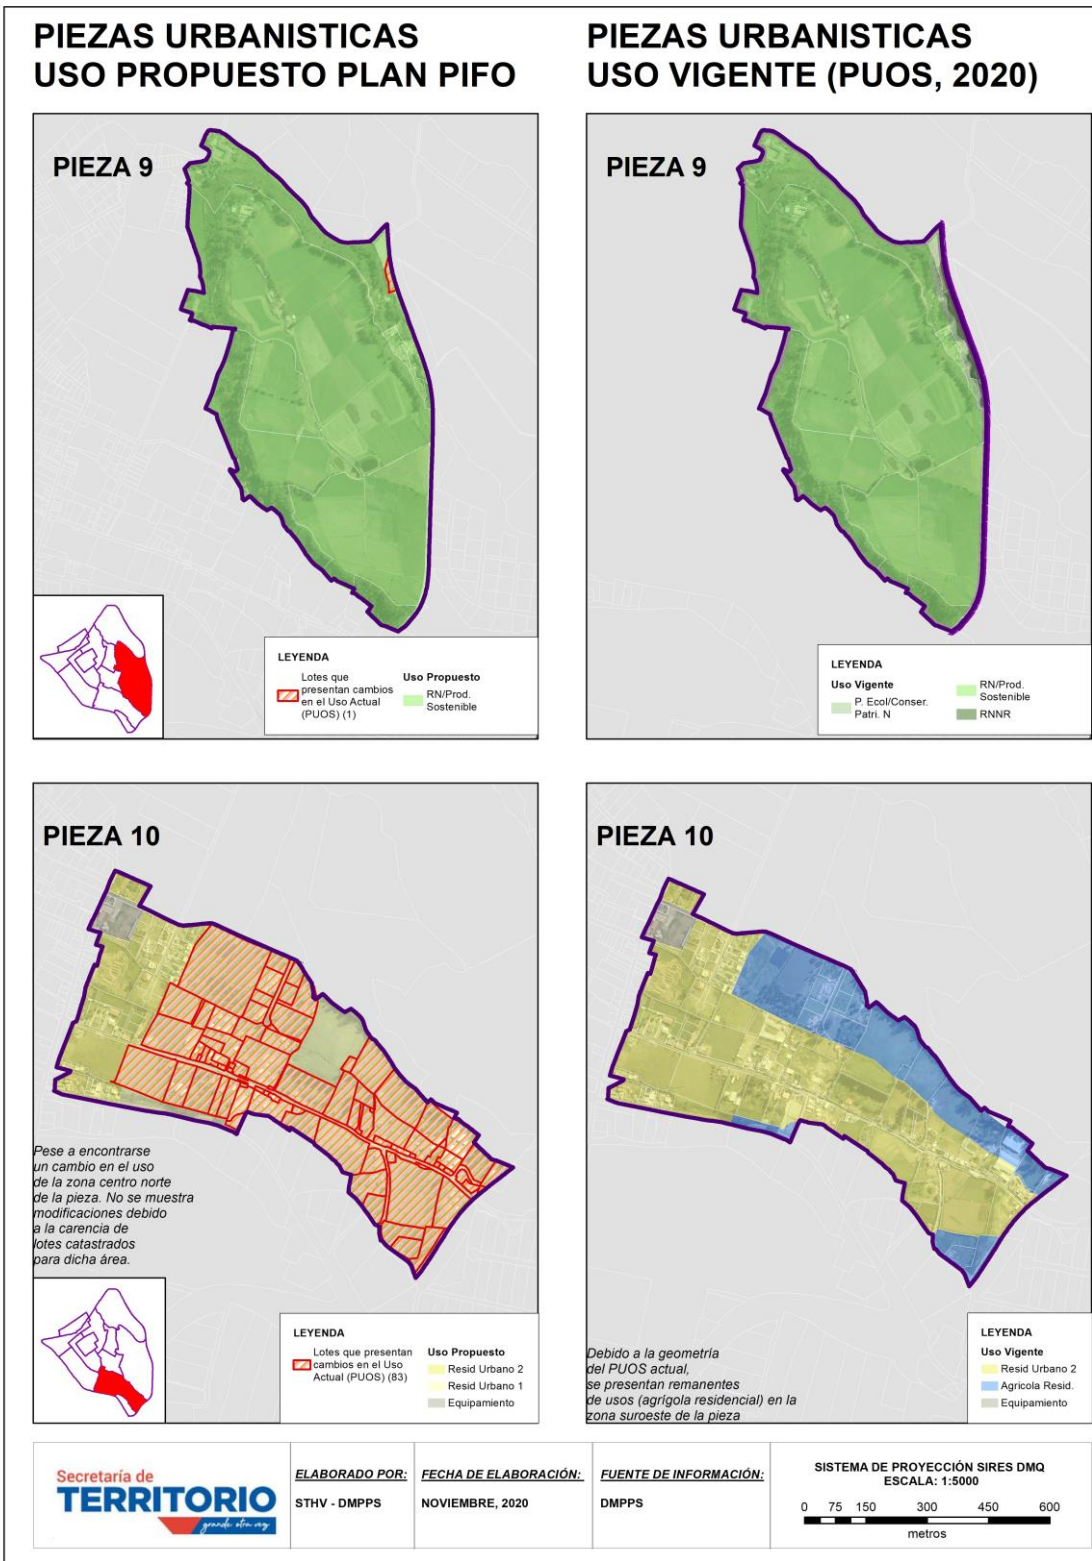 PIEZAS URBANISTICAS
USO PROPUESTO PLAN PIFO
PIEZAS URBANISTICAS
USO VIGENTE (PUOS, 2020)
PIEZA 9
LEYENDA
Lotes que
presentan cambios
en el Uso Actual
(PUOS) (1)
Uso Propuesto
RN/Prod.
Sostenible
PIEZA 9
LEYENDA
Uso Vigente
P. Ecol/Conser.
Patri. N
RN/Prod.
Sostenible
RNNR
PIEZA 10
Pese a encontrarse
un cambio en el uso
de la zona centro norte
de la pieza. No se muestra
modificaciones debido
a la carencia de
lotes catastrados
para dicha área.
LEYENDA
Lotes que presentan
cambios en el Uso
Actual (PUOS) (83)
Uso Propuesto
Resid Urbano 2
Resid Urbano 1
Equipamiento
PIEZA 10
Debido a la geometría
del PUOS actual,
se presentan remanentes
de usos (agrígola residencial) en la
zona suroeste de la pieza
LEYENDA
Uso Vigente
Resid Urbano 2
Agricola Resid.
Equipamiento
Secretaría de
TERRITORIO
grande otra vez
ELABORADO POR:
STHV - DMPPS
FECHA DE ELABORACIÓN:
NOVIEMBRE, 2020
FUENTE DE INFORMACIÓN:
DMPPS
SISTEMA DE PROYECCIÓN SIRES DMQ
ESCALA: 1:5000
0 75 150 300 450 600
metros